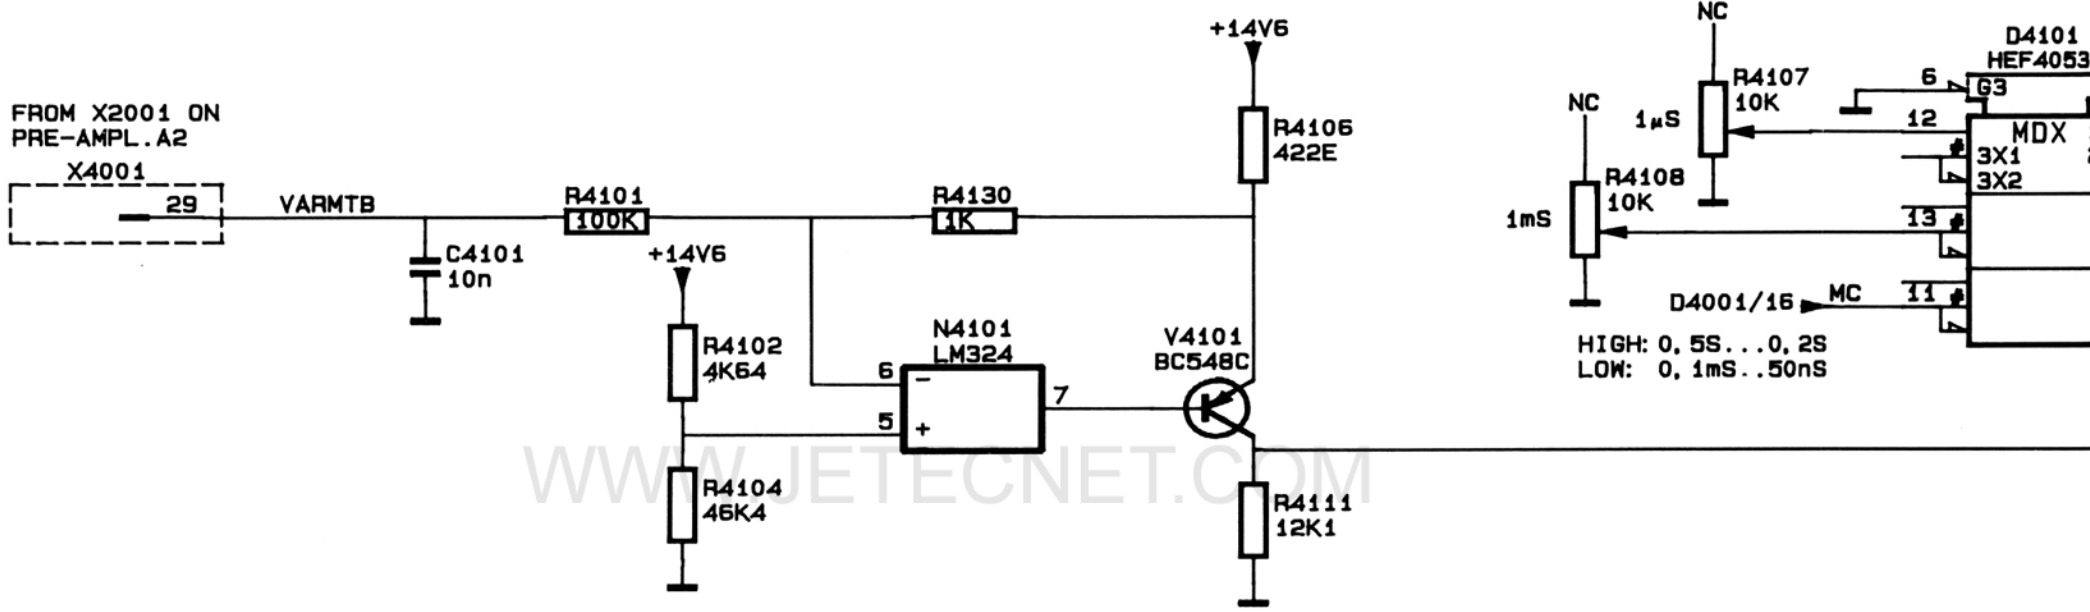 +14V6
NC
D4101
HEF4053
R4107
10K
1µS
6
G3
12
MDX
#
3X1
3X2
NC
R4108
10K
1mS
13
#
D4001/16
MC
11
#
HIGH: 0, 5S...0, 2S
LOW: 0, 1mS..50nS
FROM X2001 ON
PRE-AMPL.A2
X4001
29
VARMTB
C4101
10n
R4101
100K
R4130
1K
R4106
422E
+14V6
R4102
4K64
R4104
46K4
N4101
LM324
6
-
5
+
7
V4101
BC548C
R4111
12K1
WWW.JETECNET.COM